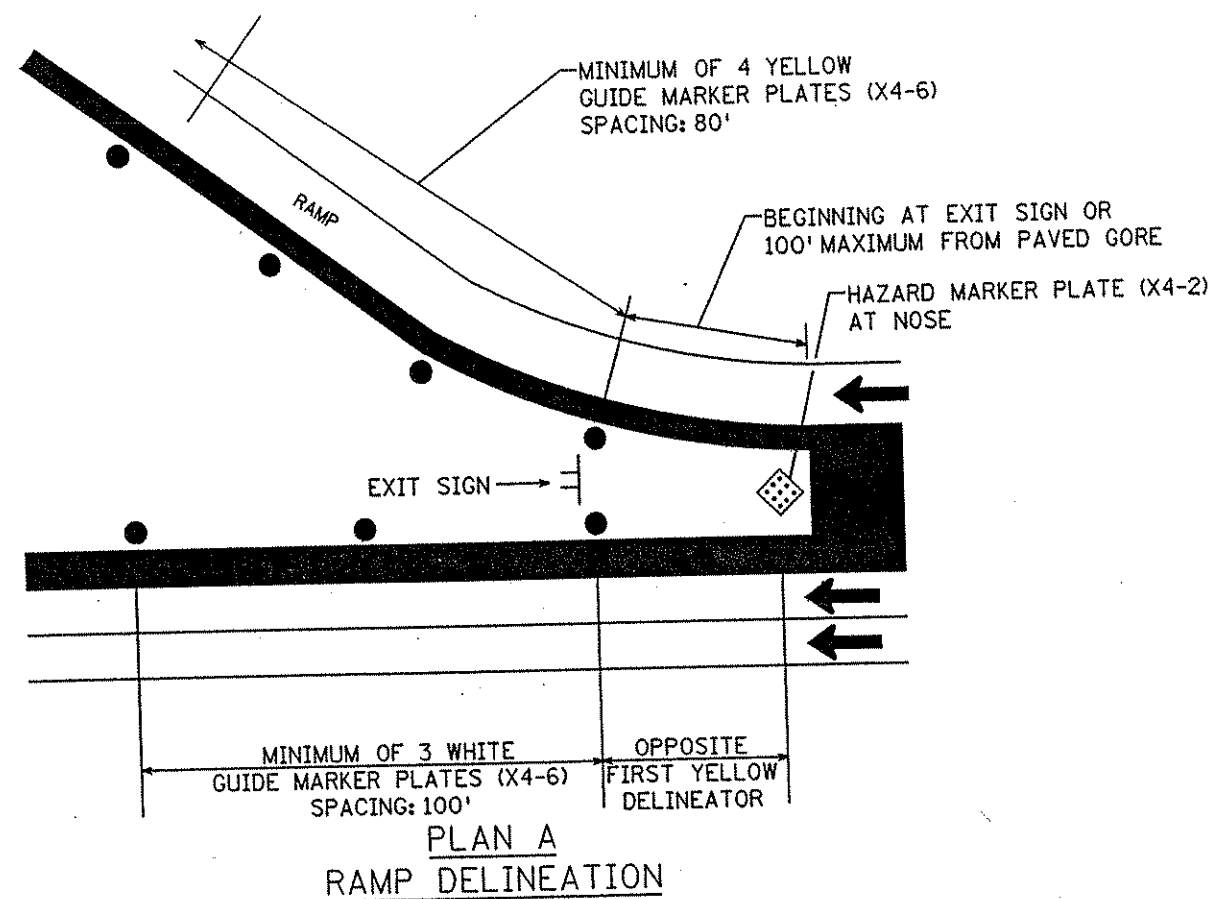 MINIMUM OF 4 YELLOW
GUIDE MARKER PLATES (X4-6)
SPACING: 80'
RAMP
BEGINNING AT EXIT SIGN OR
100' MAXIMUM FROM PAVED GORE
HAZARD MARKER PLATE (X4-2)
AT NOSE
EXIT SIGN
MINIMUM OF 3 WHITE
GUIDE MARKER PLATES (X4-6)
SPACING: 100'
OPPOSITE
FIRST YELLOW
DELINEATOR
PLAN A
RAMP DELINEATION